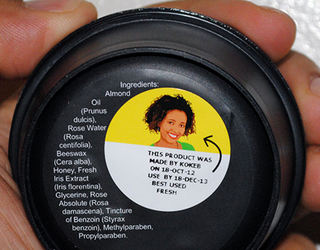 Ingredients:
Almond
Oil
(Prunus
dulcis),
Rose Water
(Rosa
centifolia),
Beeswax
(Cera alba),
Honey, Fresh
Iris Extract
(Iris florentina),
Glycerine, Rose
Absolute (Rosa
damascena), Tincture
of Benzoin (Styrax
benzoin), Methylparaben,
Propylparaben.
THIS PRODUCT WAS
MADE BY KOKEB
ON 18-OCT-12
USE BY 18-DEC-13
BEST USED
FRESH